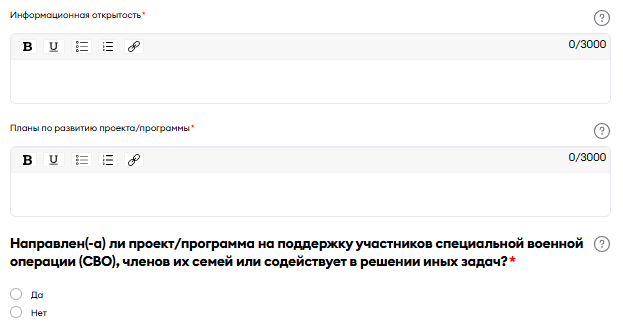 Информационная открытость*
?
B U 0/3000
Планы по развитию проекта/программы*
?
B U 0/3000
Направлен(-а) ли проект/программа на поддержку участников специальной военной
операции (СВО), членов их семей или содействует в решении иных задач?*
?
Да
Нет